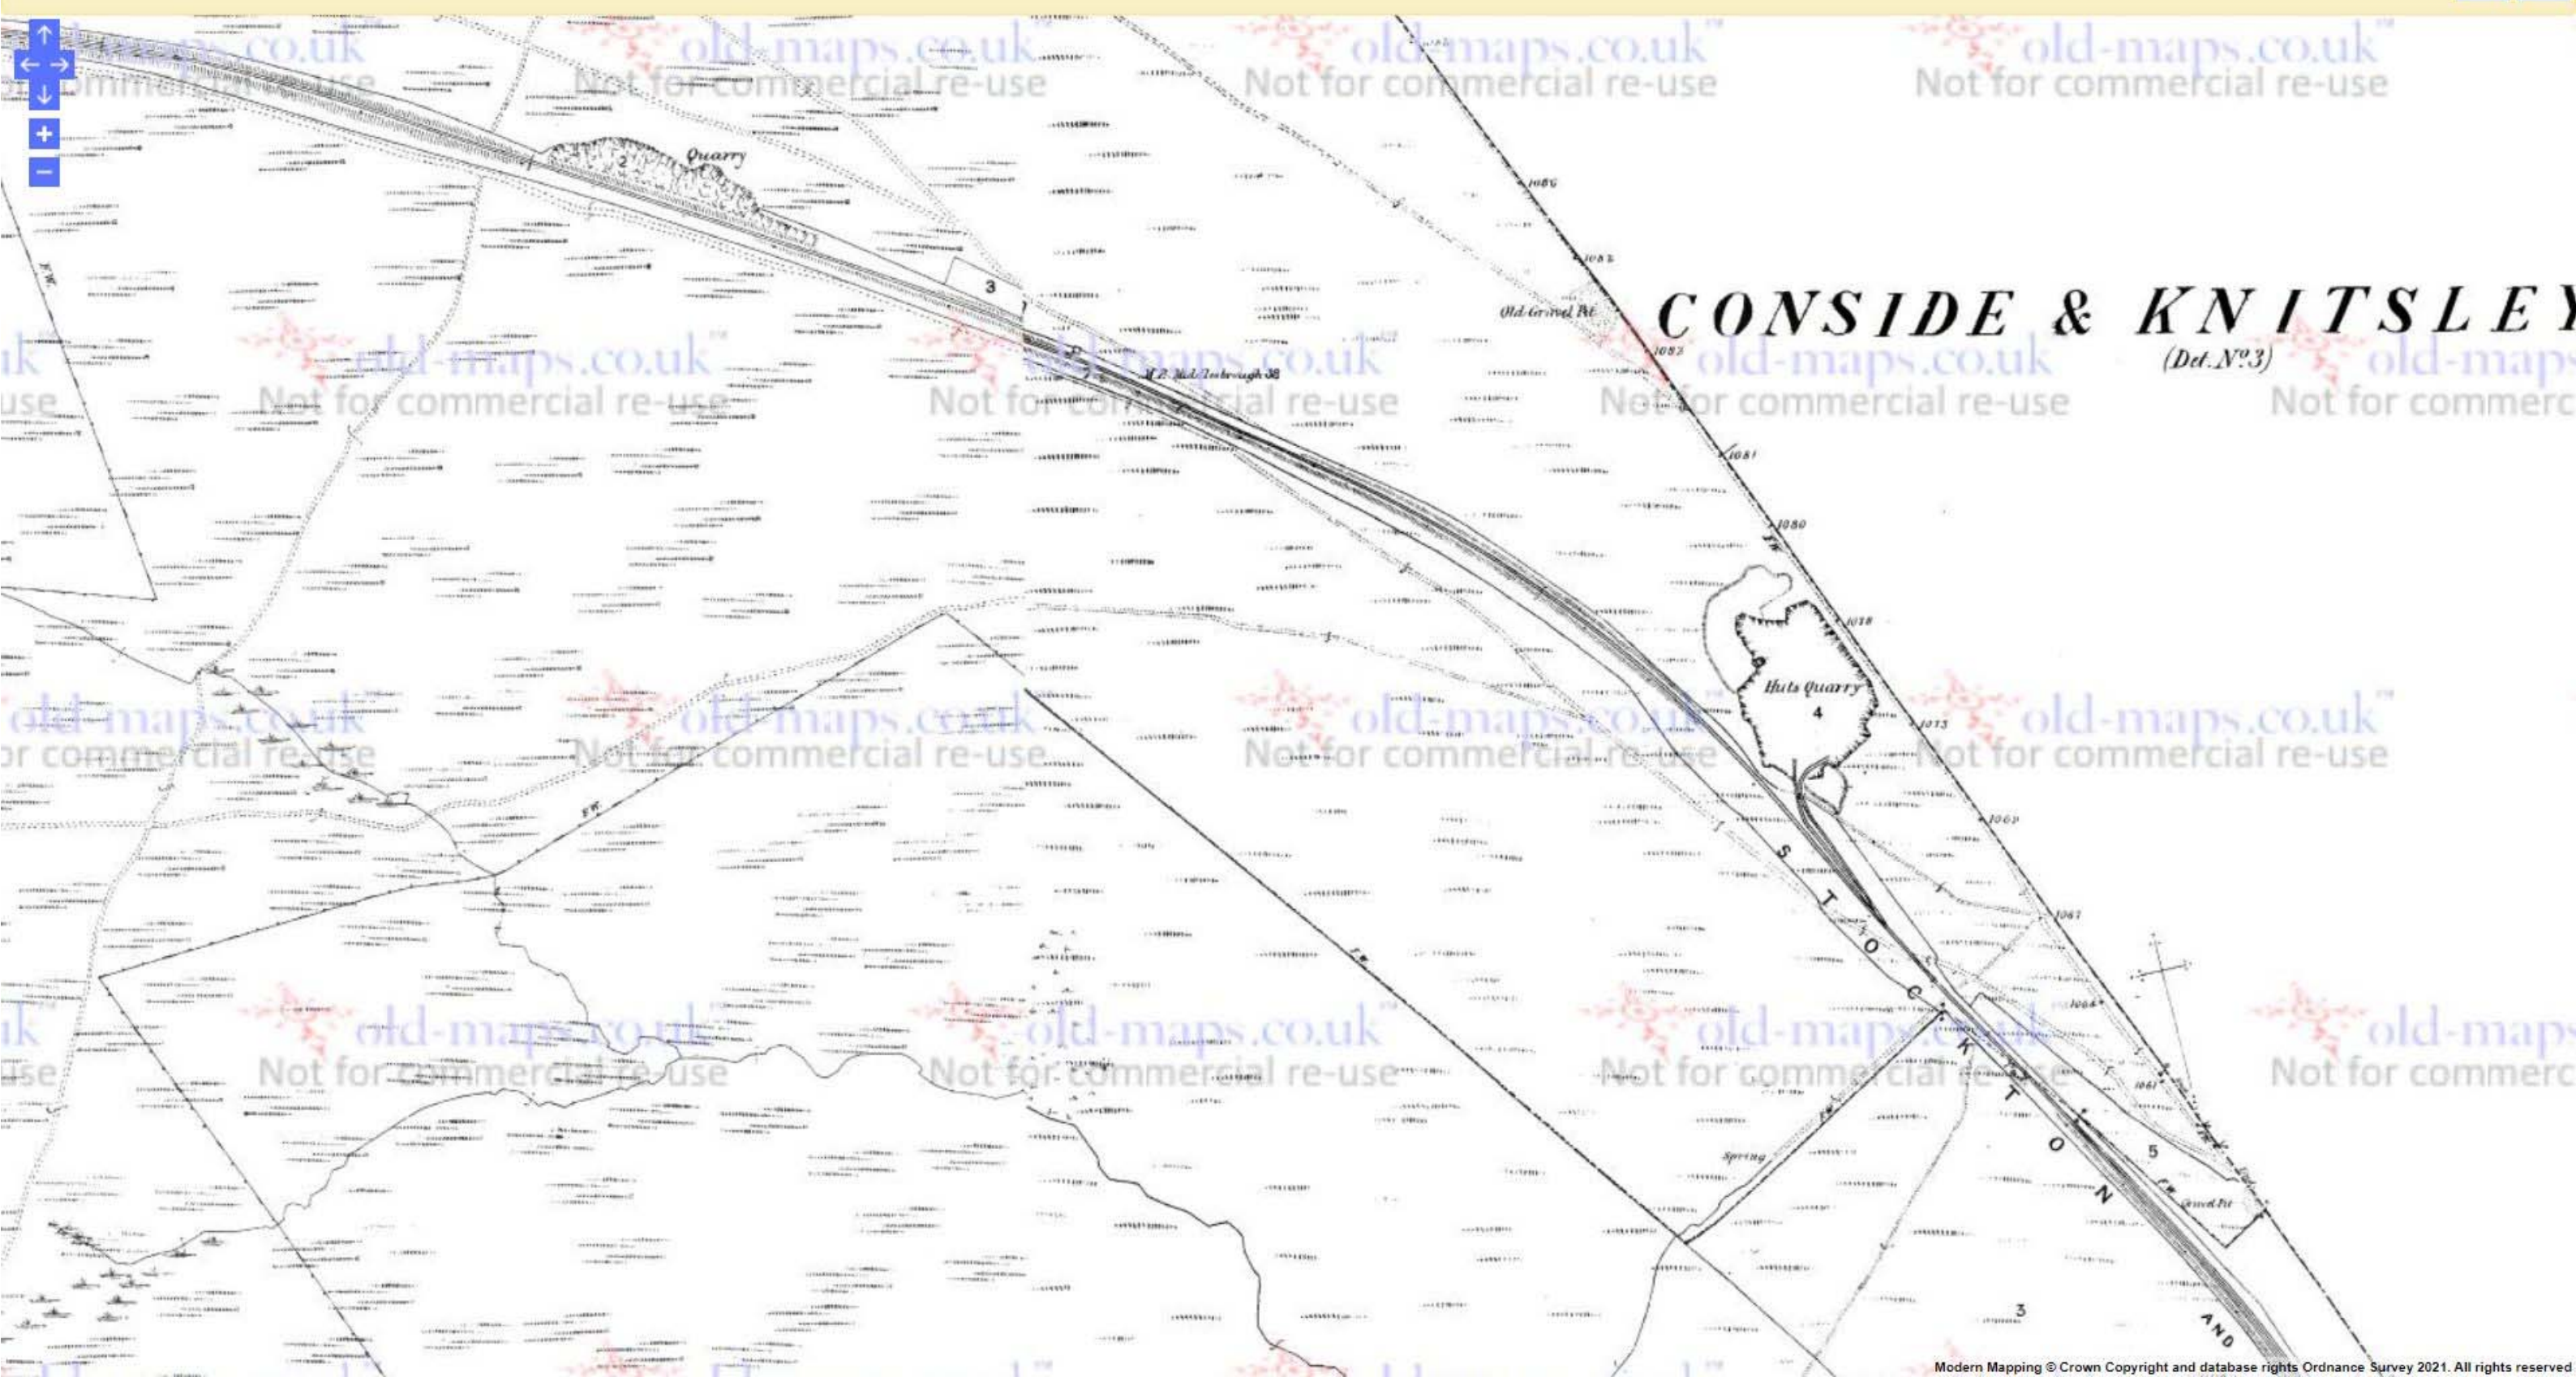 old-maps.co.uk
Not for commercial re-use
Quarry
2
1086
F.W.
Old Gravel Pit
CONSIDE & KNITSLEY
(Det. No. 3)
3
M.P. Middlesbrough 38
1081
1080
F.W.
1078
Huts Quarry
4
1073
F.W.
1069
1067
F.W.
1064
1061
Spring
F.W.
5
F.W.
Gravel Pit
3
STOCKTON AND
Modern Mapping © Crown Copyright and database rights Ordnance Survey 2021. All rights reserved